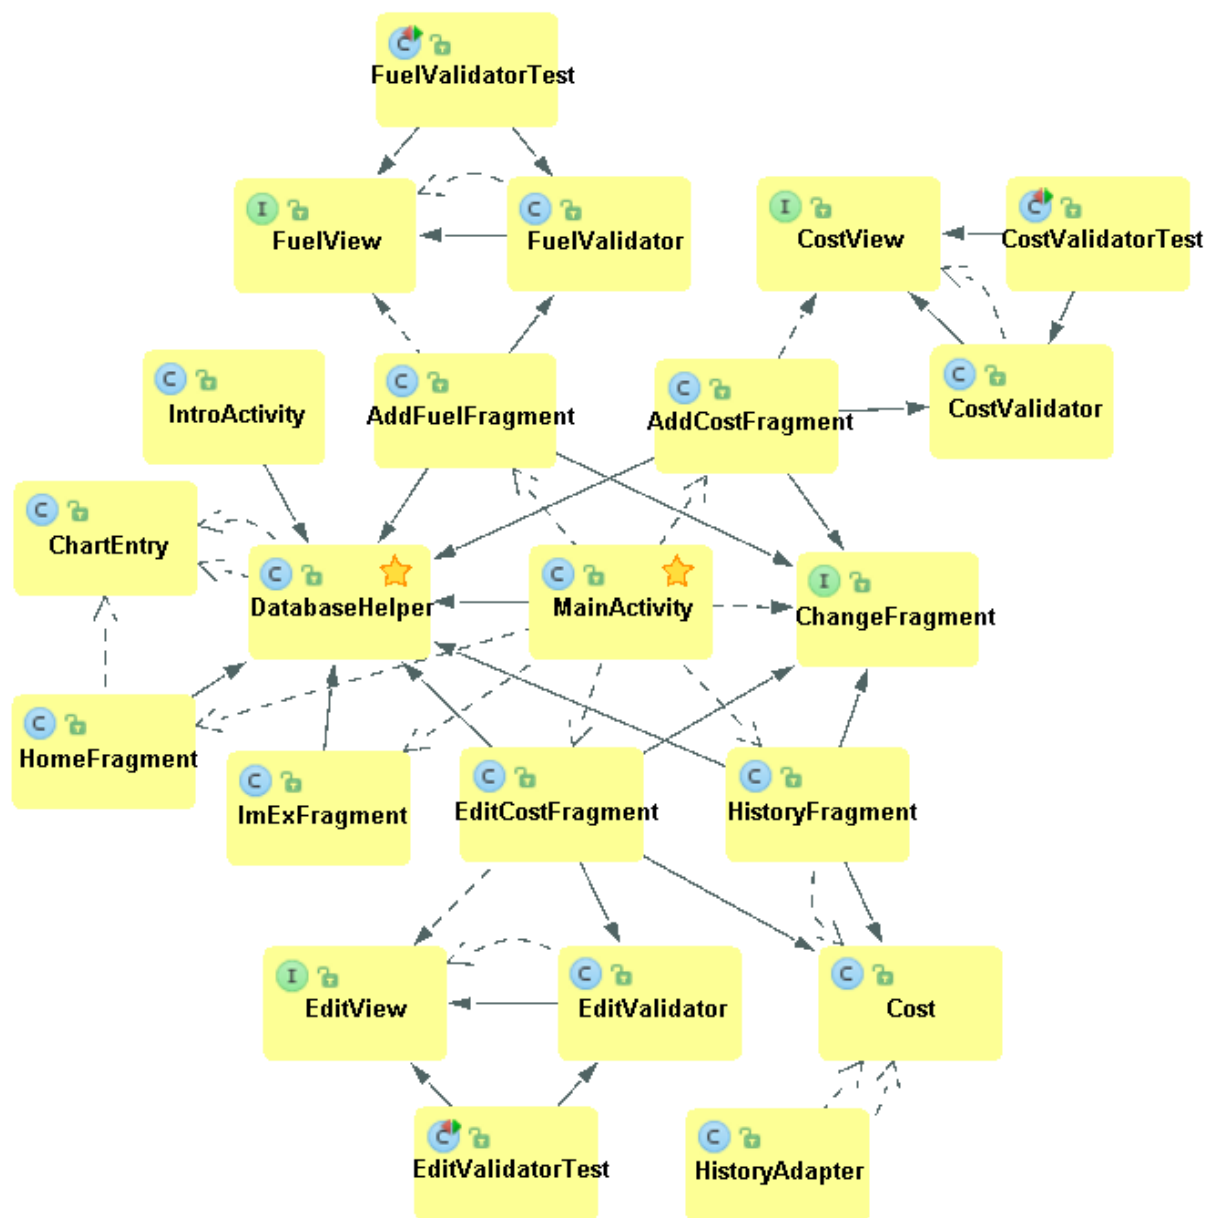 FuelValidatorTest
FuelView
FuelValidator
CostView
CostValidatorTest
IntroActivity
AddFuelFragment
AddCostFragment
CostValidator
ChartEntry
DatabaseHelper
MainActivity
ChangeFragment
HomeFragment
ImExFragment
EditCostFragment
HistoryFragment
EditView
EditValidator
Cost
EditValidatorTest
HistoryAdapter